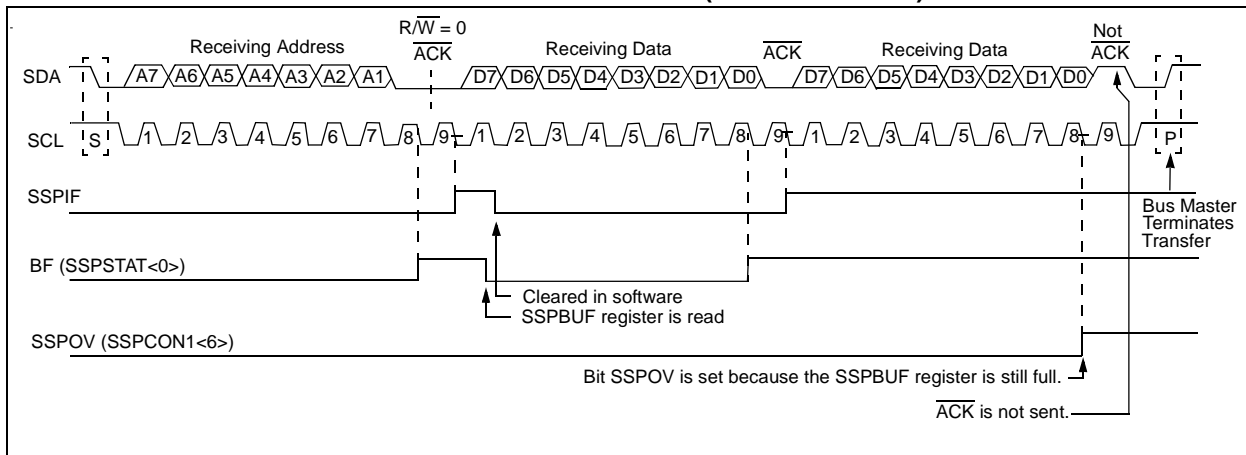 R/W = 0
Receiving Address ACK Receiving Data ACK Receiving Data Not ACK
SDA A7 A6 A5 A4 A3 A2 A1 D7 D6 D5 D4 D3 D2 D1 D0 D7 D6 D5 D4 D3 D2 D1 D0
SCL S 1 2 3 4 5 6 7 8 9 1 2 3 4 5 6 7 8 9 1 2 3 4 5 6 7 8 9 P
SSPIF
Bus Master
Terminates
Transfer
BF (SSPSTAT<0>)
Cleared in software
SSPBUF register is read
SSPOV (SSPCON1<6>)
Bit SSPOV is set because the SSPBUF register is still full.
ACK is not sent.